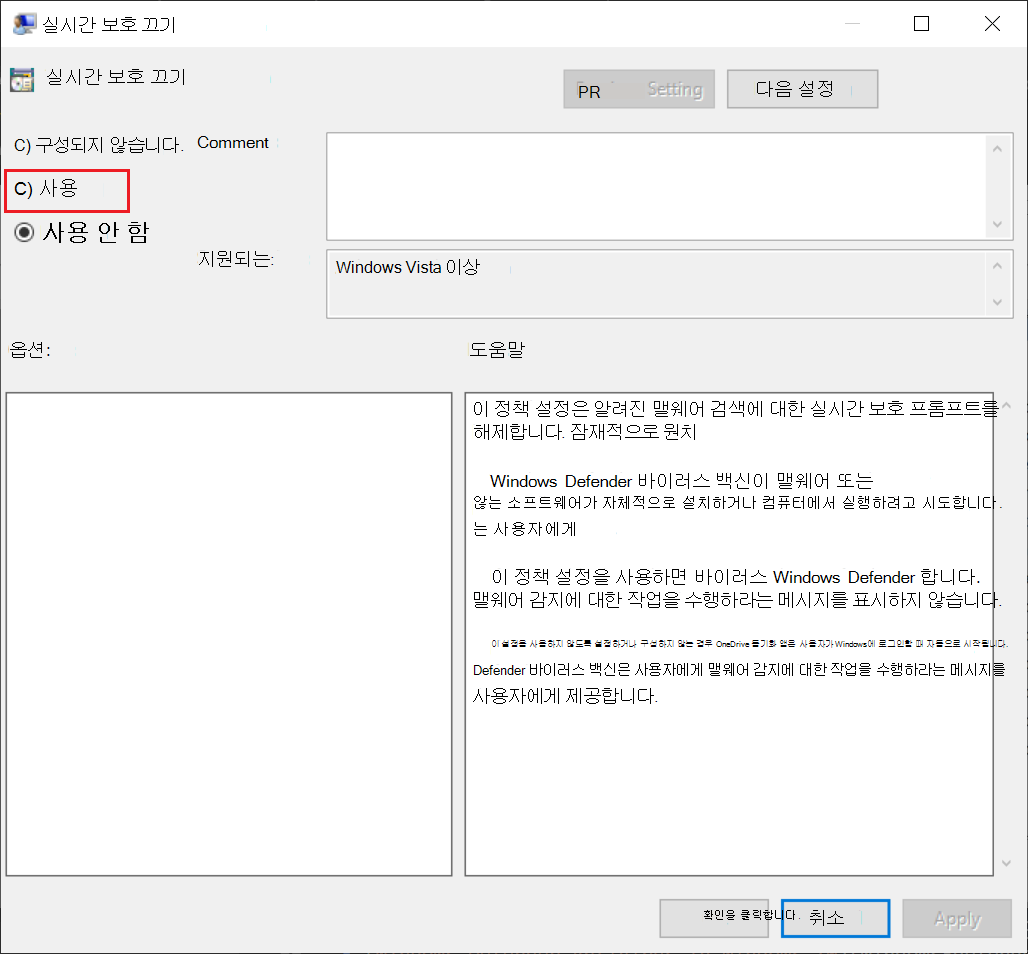 실시간 보호 끄기
실시간 보호 끄기
PR Setting
다음 설정
C) 구성되지 않습니다.
Comment
C) 사용
사용 안 함
지원되는:
Windows Vista 이상
옵션:
도움말
이 정책 설정은 알려진 맬웨어 검색에 대한 실시간 보호 프롬프트를
해제합니다. 잠재적으로 원치
Windows Defender 바이러스 백신이 맬웨어 또는
않는 소프트웨어가 자체적으로 설치하거나 컴퓨터에서 실행하려고 시도합니다.
는 사용자에게
이 정책 설정을 사용하면 바이러스 Windows Defender 합니다.
맬웨어 감지에 대한 작업을 수행하라는 메시지를 표시하지 않습니다.
이 설정을 사용하지 않도록 설정하거나 구성하지 않는 경우 OneDrive 동기화 앱은 사용자가 Windows에 로그인할 때 자동으로 시작됩니다.
Defender 바이러스 백신은 사용자에게 맬웨어 감지에 대한 작업을 수행하라는 메시지를
사용자에게 제공합니다.
확인을 클릭합니다.
취소
Apply